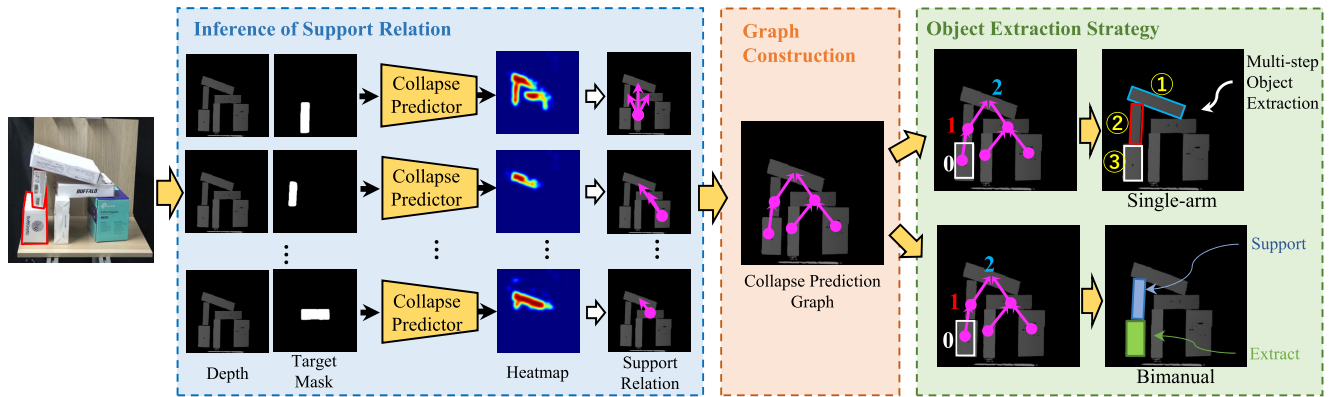 Inference of Support Relation
Collapse
Predictor
Collapse
Predictor
...
...
...
Collapse
Predictor
Depth
Target
Mask
Heatmap
Support
Relation
BUFFALO
Graph
Construction
Collapse Prediction
Graph
Object Extraction Strategy
2
1
0
①
②
③
Multi-step
Object
Extraction
Single-arm
2
1
0
Support
Extract
Bimanual